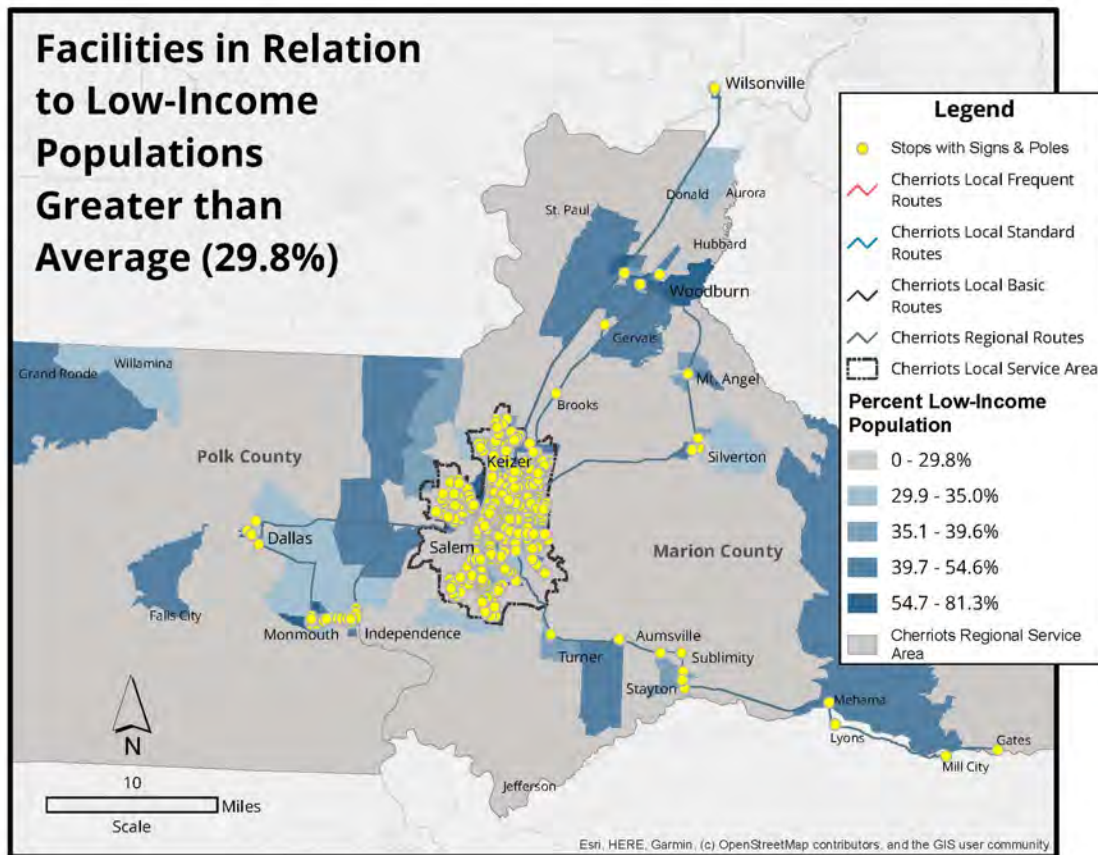 Facilities in Relation
to Low-Income
Populations
Greater than
Average (29.8%)
Wilsonville
Donald
Aurora
St. Paul
Hubbard
Woodburn
Gervais
Willamina
Grand Ronde
Mt. Angel
Brooks
Keizer
Silverton
Polk County
Dallas
Salem
Marion County
Falls City
Monmouth
Independence
Aumsville
Turner
Sublimity
Stayton
Mehama
Lyons
Gates
Mill City
Jefferson
N
10
Miles
Scale
Legend
Stops with Signs & Poles
Cherriots Local Frequent
Routes
Cherriots Local Standard
Routes
Cherriots Local Basic
Routes
Cherriots Regional Routes
Cherriots Local Service Area
Percent Low-Income
Population
0 - 29.8%
29.9 - 35.0%
35.1 - 39.6%
39.7 - 54.6%
54.7 - 81.3%
Cherriots Regional Service
Area
Esri, HERE, Garmin, (c) OpenStreetMap contributors, and the GIS user community